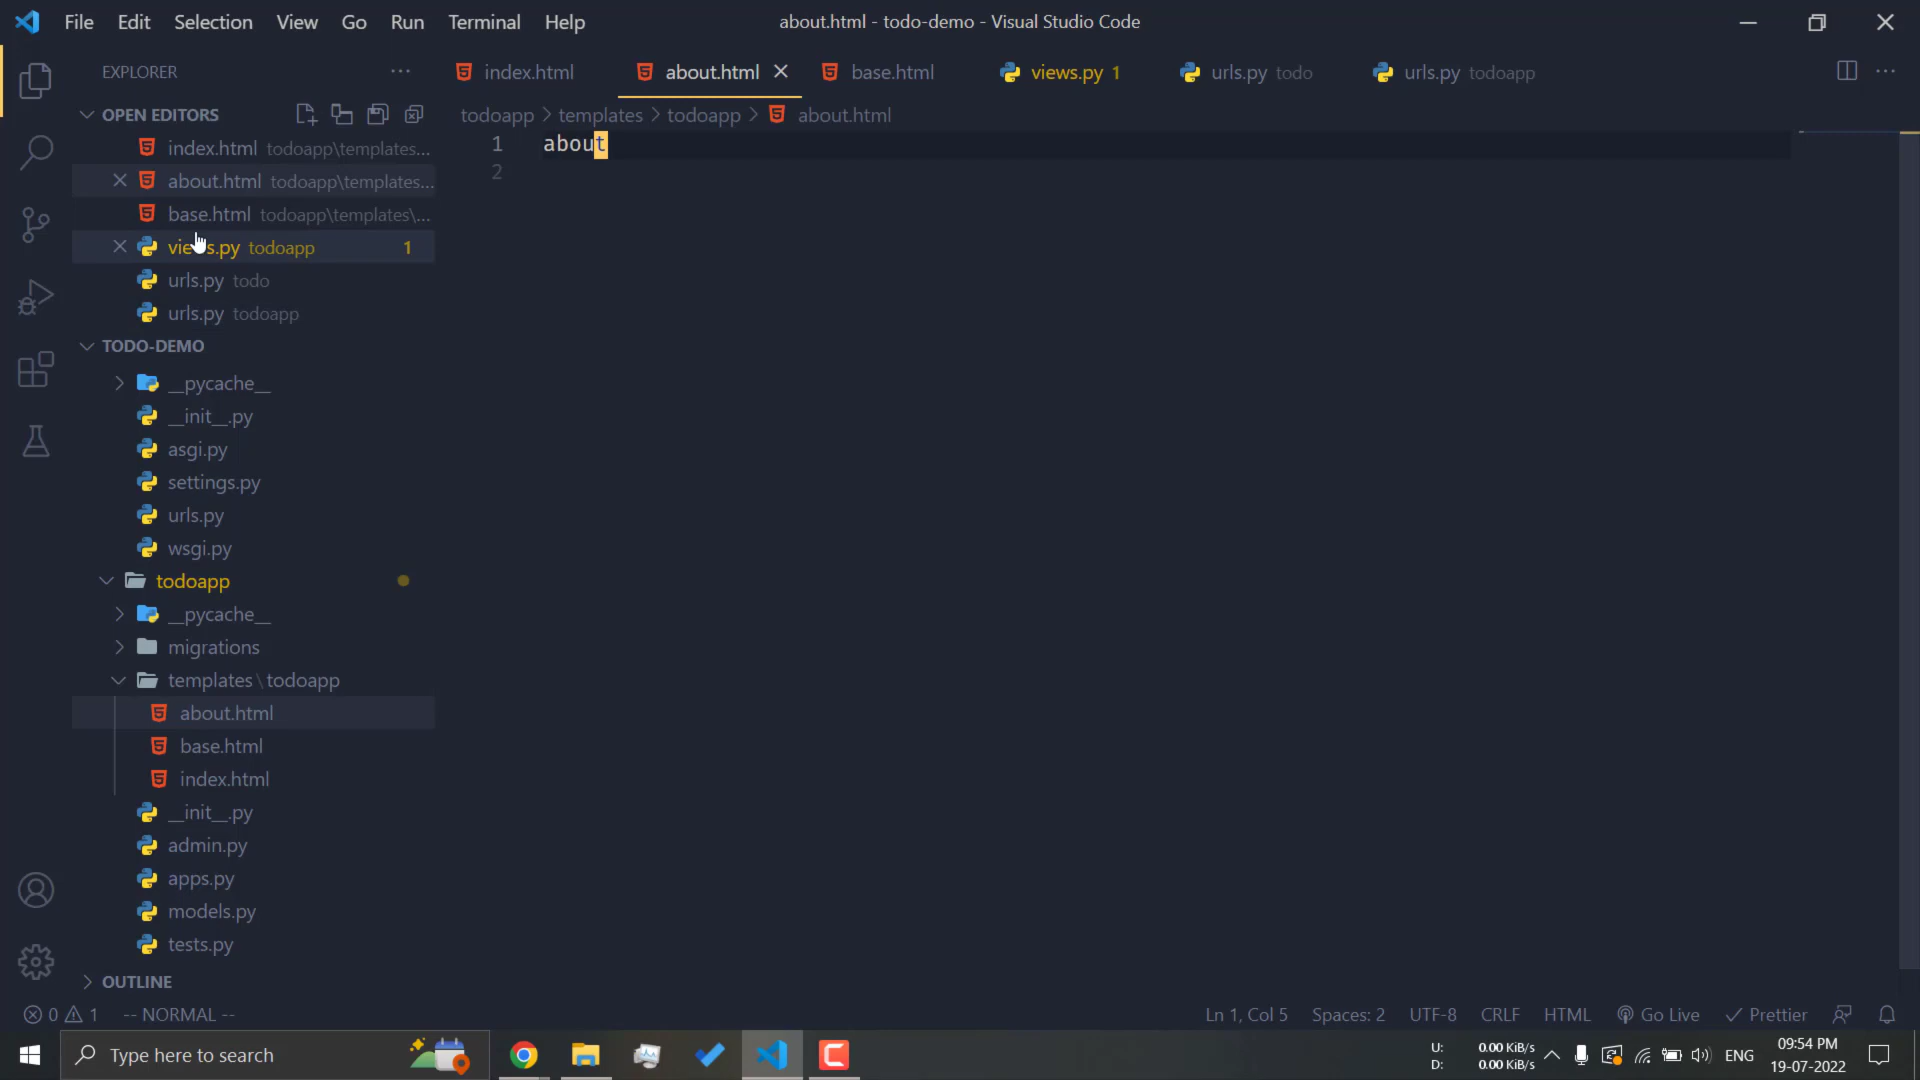 File Edit Selection View Go Run Terminal Help about.html - todo-demo - Visual Studio Code
EXPLORER
index.html about.html base.html views.py 1 urls.py todo urls.py todoapp
OPEN EDITORS
todoapp > templates > todoapp > about.html
index.html todoapp\templates...
about.html todoapp\templates...
base.html todoapp\templates\...
views.py todoapp 1
urls.py todo
urls.py todoapp
1 about
2
TODO-DEMO
__pycache__
__init__.py
asgi.py
settings.py
urls.py
wsgi.py
todoapp
__pycache__
migrations
templates\todoapp
about.html
base.html
index.html
__init__.py
admin.py
apps.py
models.py
tests.py
OUTLINE
0 1 -- NORMAL -- Ln 1, Col 5 Spaces: 2 UTF-8 CRLF HTML Go Live Prettier
Type here to search
U: 0.00 KiB/s
D: 0.00 KiB/s
ENG
09:54 PM
19-07-2022